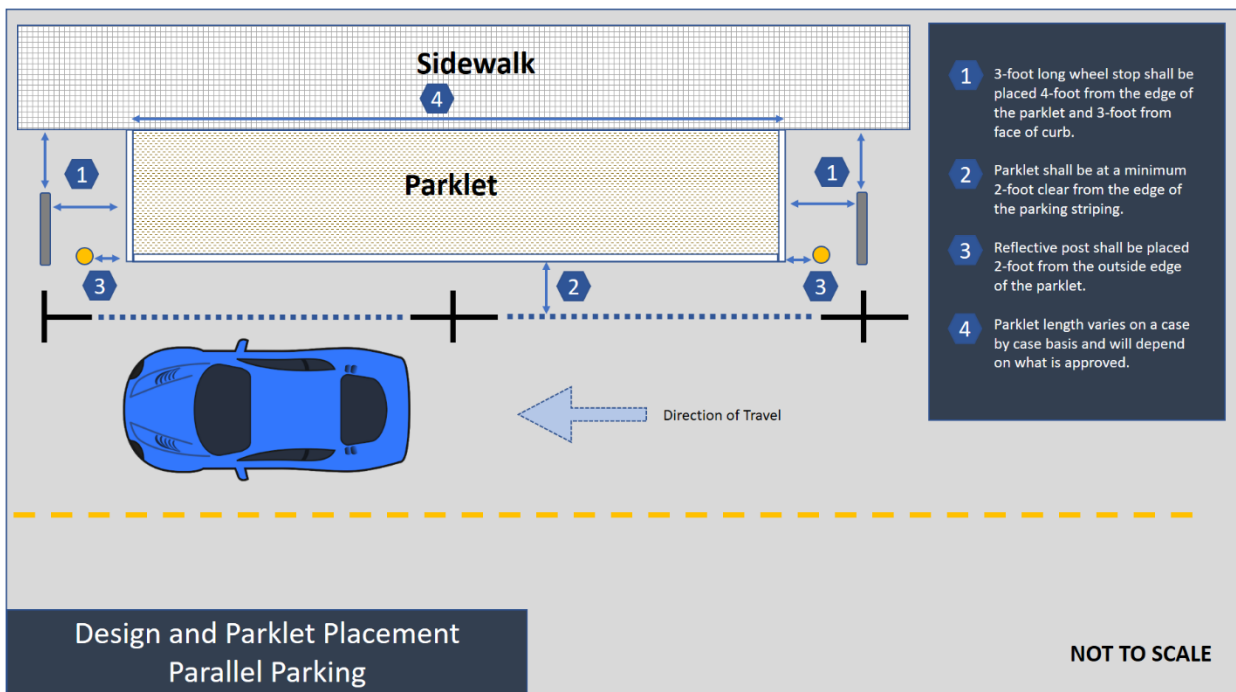 Sidewalk
4
1
Parklet
1
3
2
3
Direction of Travel
1
3-foot long wheel stop shall be
placed 4-foot from the edge of
the parklet and 3-foot from
face of curb.
2
Parklet shall be at a minimum
2-foot clear from the edge of
the parking striping.
3
Reflective post shall be placed
2-foot from the outside edge
of the parklet.
4
Parklet length varies on a case
by case basis and will depend
on what is approved.
Design and Parklet Placement
Parallel Parking
NOT TO SCALE